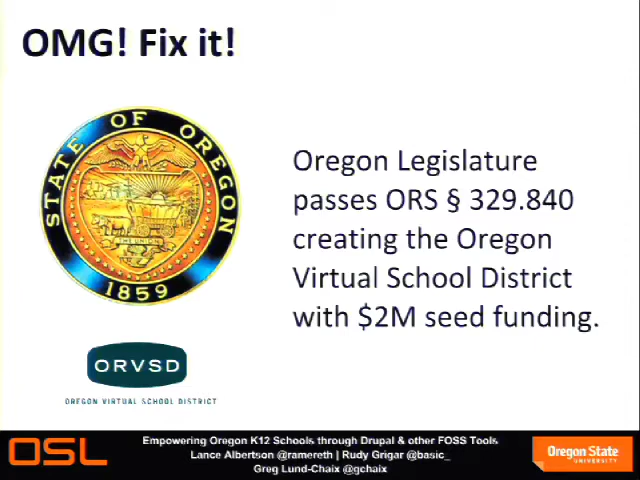 OMG! Fix it!
STATE OF OREGON
THE UNION
1859
Oregon Legislature
passes ORS § 329.840
creating the Oregon
Virtual School District
with $2M seed funding.
ORVSD
OREGON VIRTUAL SCHOOL DISTRICT
OSL
Empowering Oregon K12 Schools through Drupal & other FOSS Tools
Lance Albertson @ramereth | Rudy Grigar @basic_
Greg Lund-Chaix @gchaix
Oregon State
UNIVERSITY